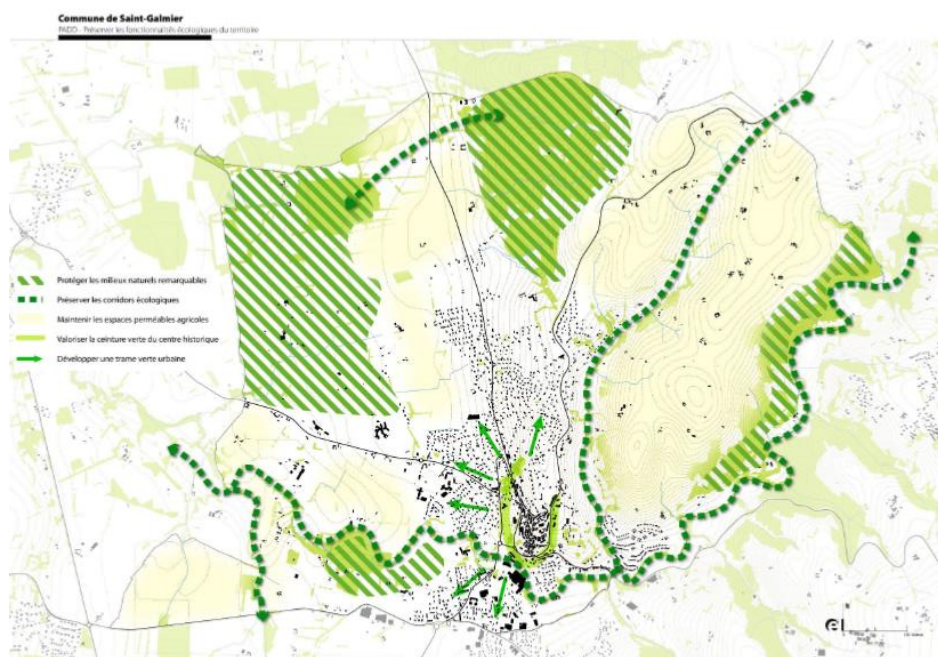 Commune de Saint-Galmier
PADD - Préserver les fonctionnalités écologiques du territoire
Protéger les milieux naturels remarquables
Préserver les corridors écologiques
Maintenir les espaces perméables agricoles
Valoriser la ceinture verte du centre historique
Développer une trame verte urbaine